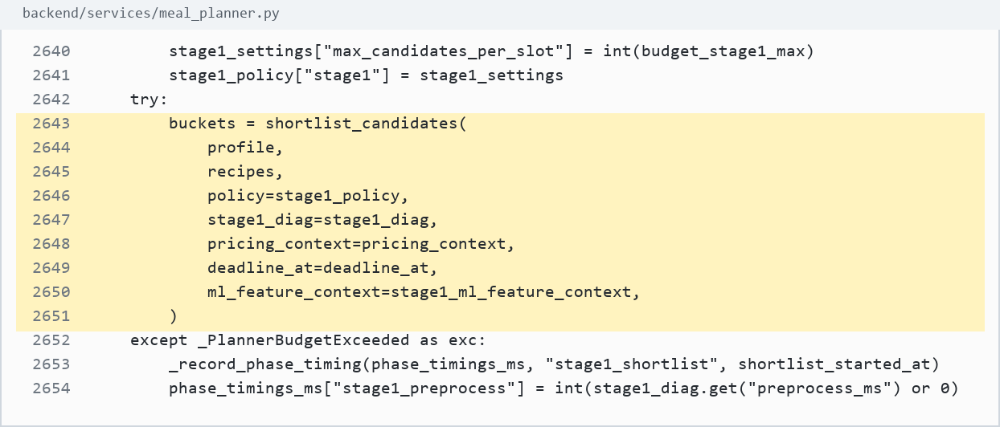 backend/services/meal_planner.py
2640 stage1_settings["max_candidates_per_slot"] = int(budget_stage1_max)
2641 stage1_policy["stage1"] = stage1_settings
2642 try:
2643 buckets = shortlist_candidates(
2644 profile,
2645 recipes,
2646 policy=stage1_policy,
2647 stage1_diag=stage1_diag,
2648 pricing_context=pricing_context,
2649 deadline_at=deadline_at,
2650 ml_feature_context=stage1_ml_feature_context,
2651 )
2652 except _PlannerBudgetExceeded as exc:
2653 _record_phase_timing(phase_timings_ms, "stage1_shortlist", shortlist_started_at)
2654 phase_timings_ms["stage1_preprocess"] = int(stage1_diag.get("preprocess_ms") or 0)